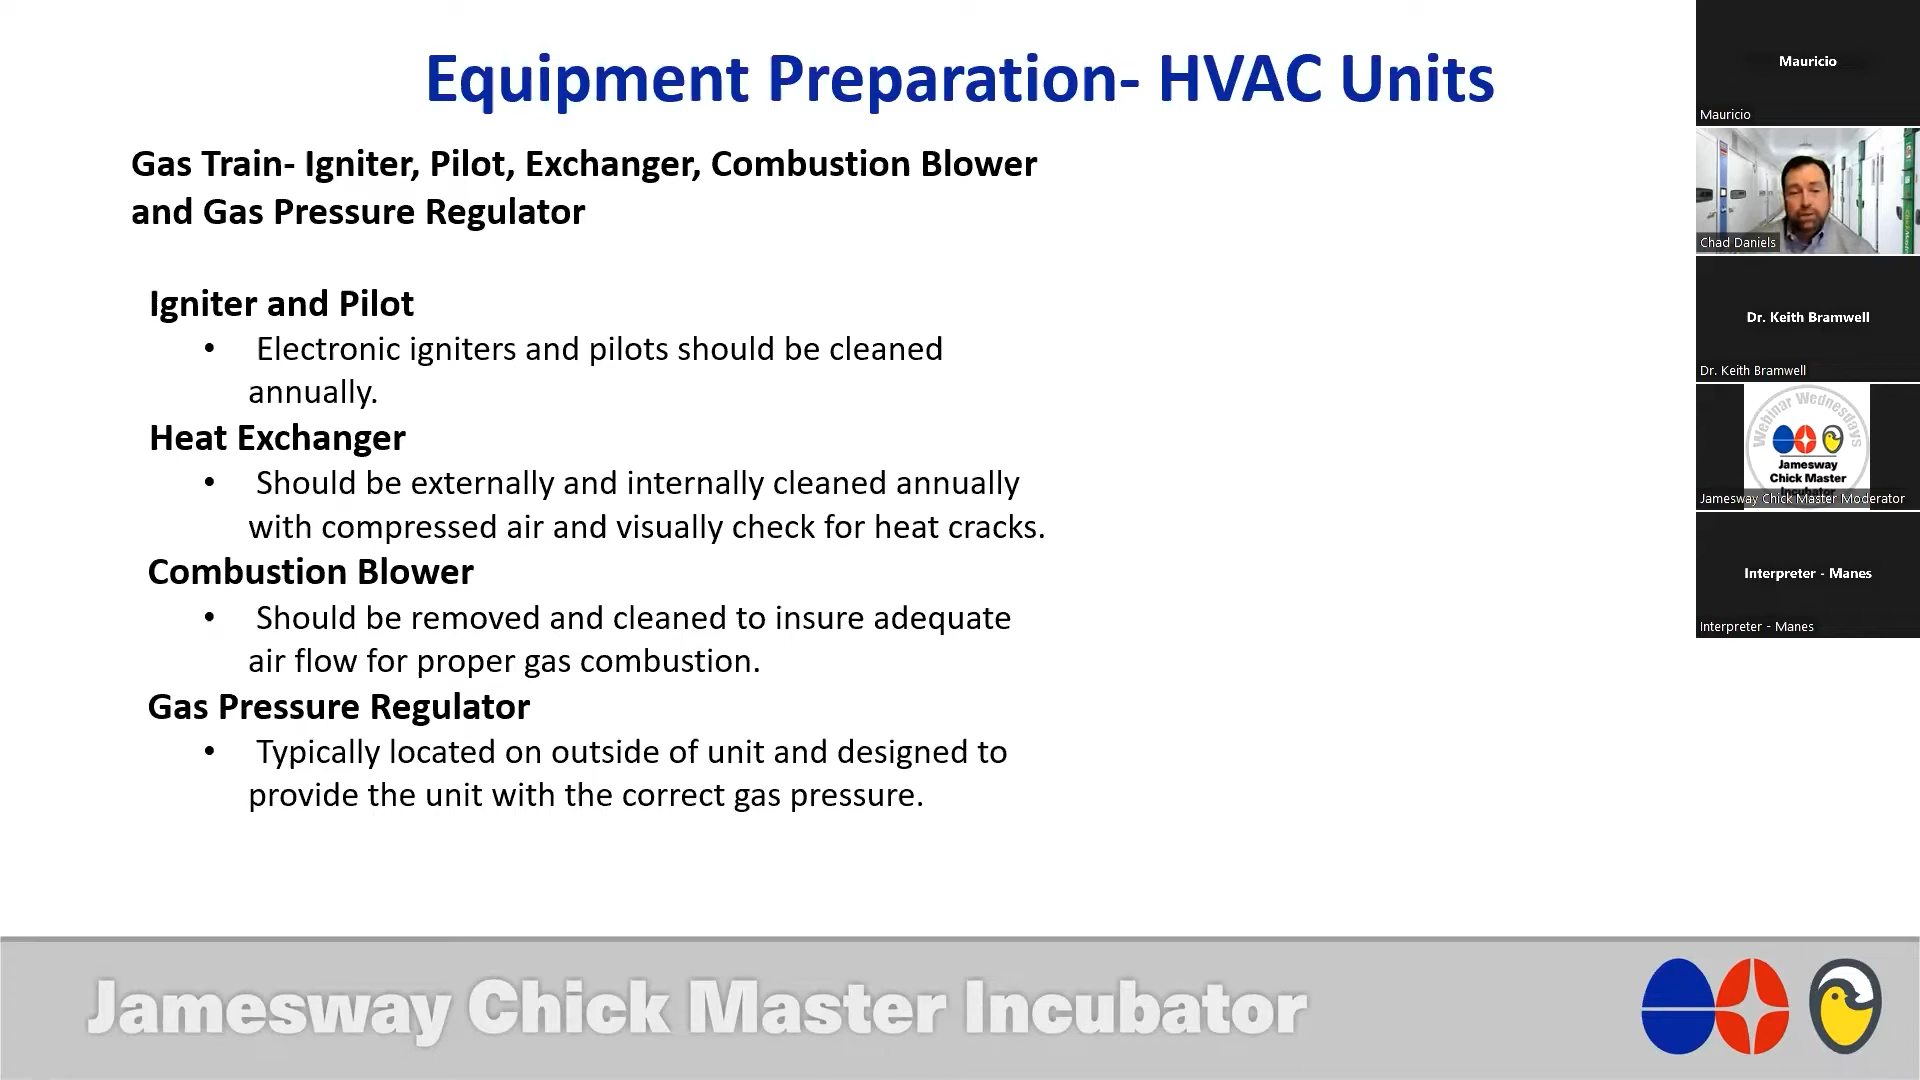 Equipment Preparation- HVAC Units
Gas Train- Igniter, Pilot, Exchanger, Combustion Blower
and Gas Pressure Regulator
Igniter and Pilot
• Electronic igniters and pilots should be cleaned
annually.
Heat Exchanger
• Should be externally and internally cleaned annually
with compressed air and visually check for heat cracks.
Combustion Blower
• Should be removed and cleaned to insure adequate
air flow for proper gas combustion.
Gas Pressure Regulator
• Typically located on outside of unit and designed to
provide the unit with the correct gas pressure.
Jamesway Chick Master Incubator
Mauricio
Mauricio
Chad Daniels
Dr. Keith Bramwell
Dr. Keith Bramwell
Webinar Wednesdays
Jamesway
Chick Master
Incubator
Jamesway Chick Master Moderator
Interpreter - Manes
Interpreter - Manes